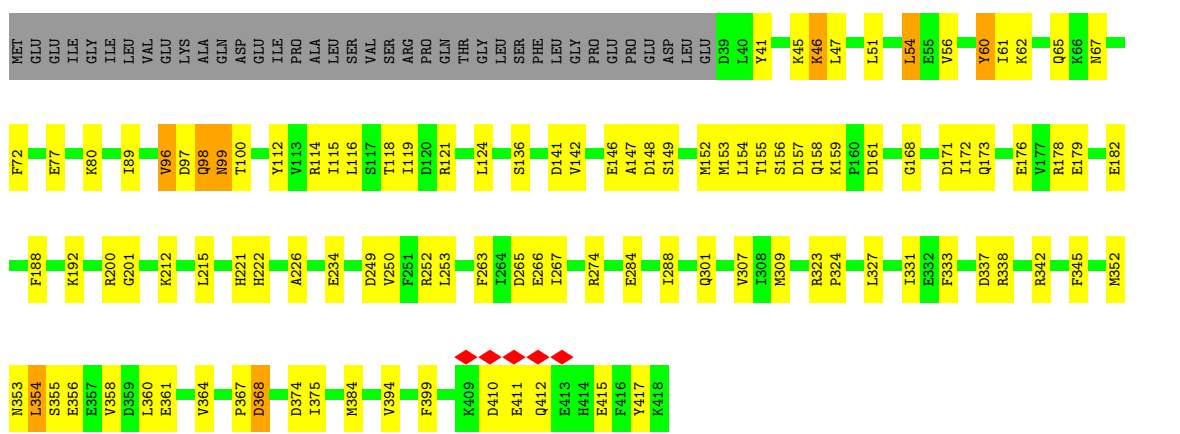 MET GLU GLU ILE GLY ILE LEU VAL GLU LYS ALA GLN ASP GLU ILE PRO ALA LEU SER VAL SER ARG PRO GLN THR GLY LEU SER PHE LEU GLY PRO GLU PRO GLU ASP LEU GLU D39 L40 Y41 K45 K46 L47 L51 L54 E55 V56 Y60 I61 K62 Q65 K66 N67
F72 E77 K80 I89 V96 D97 Q98 N99 T100 Y112 V113 R114 I115 L116 S117 T118 I119 D120 R121 L124 S136 D141 V142 E146 A147 D148 S149 M152 M153 L154 T155 S156 D157 Q158 K159 P160 D161 G168 D171 I172 Q173 E176 V177 R178 E179 E182
F188 K192 R200 G201 K212 L215 H221 H222 A226 E234 D249 V250 F251 R252 L253 F263 I264 D265 E266 I267 R274 E284 I288 Q301 V307 I308 M309 R323 P324 L327 I331 E332 F333 D337 R338 R342 F345 M352
N353 L354 S355 E356 E357 V358 D359 L360 E361 V364 P367 D368 D374 I375 M384 V394 F399 K409 D410 E411 Q412 E413 H414 E415 F416 Y417 K418